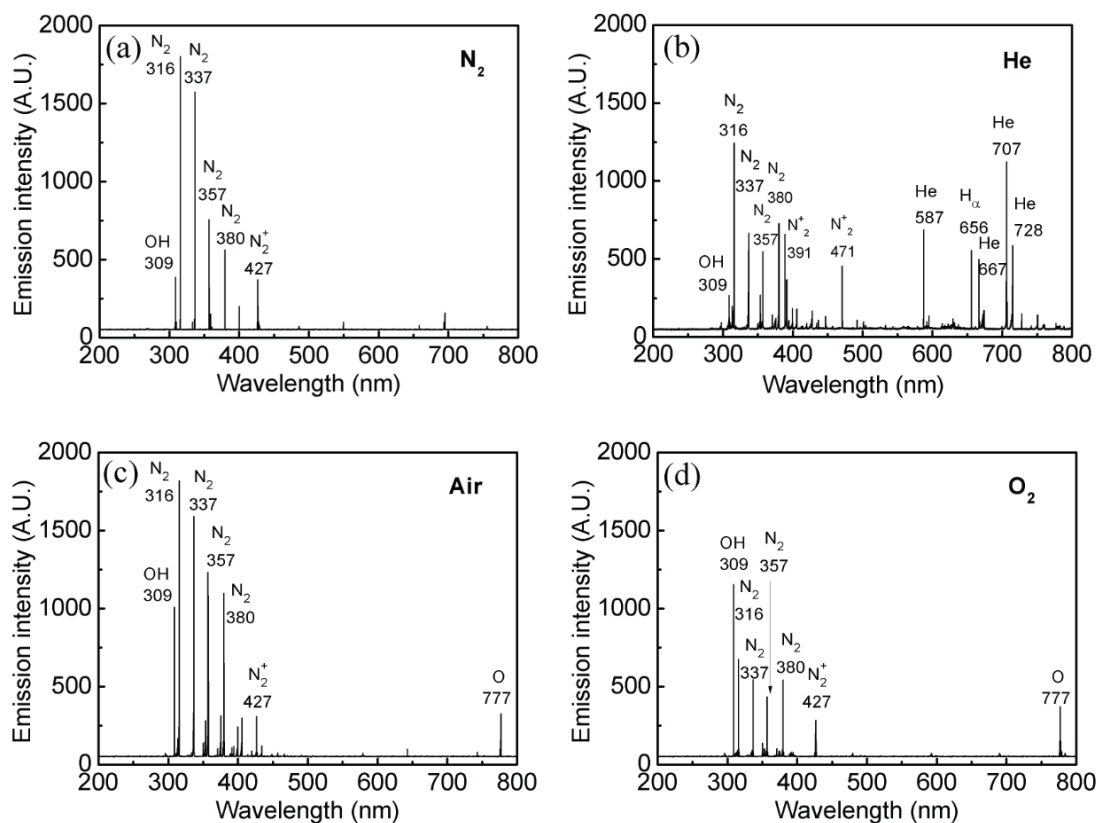 (a)
N₂
N₂
316
N₂
337
N₂
357
N₂
380
OH
309
N₂⁺
427
2000
1500
1000
500
0
Emission intensity (A.U.)
200 300 400 500 600 700 800
Wavelength (nm)
(b)
He
N₂
316
N₂
337
N₂
357
N₂
380
N₂⁺
391
N₂⁺
471
OH
309
He
587
Hα
656
He
667
He
707
He
728
2000
1500
1000
500
0
Emission intensity (A.U.)
200 300 400 500 600 700 800
Wavelength (nm)
(c)
Air
N₂
316
N₂
337
N₂
357
N₂
380
OH
309
N₂⁺
427
O
777
2000
1500
1000
500
0
Emission intensity (A.U.)
200 300 400 500 600 700 800
Wavelength (nm)
(d)
O₂
OH
309
N₂
357
N₂
316
N₂
337
N₂
380
N₂⁺
427
O
777
2000
1500
1000
500
0
Emission intensity (A.U.)
200 300 400 500 600 700 800
Wavelength (nm)